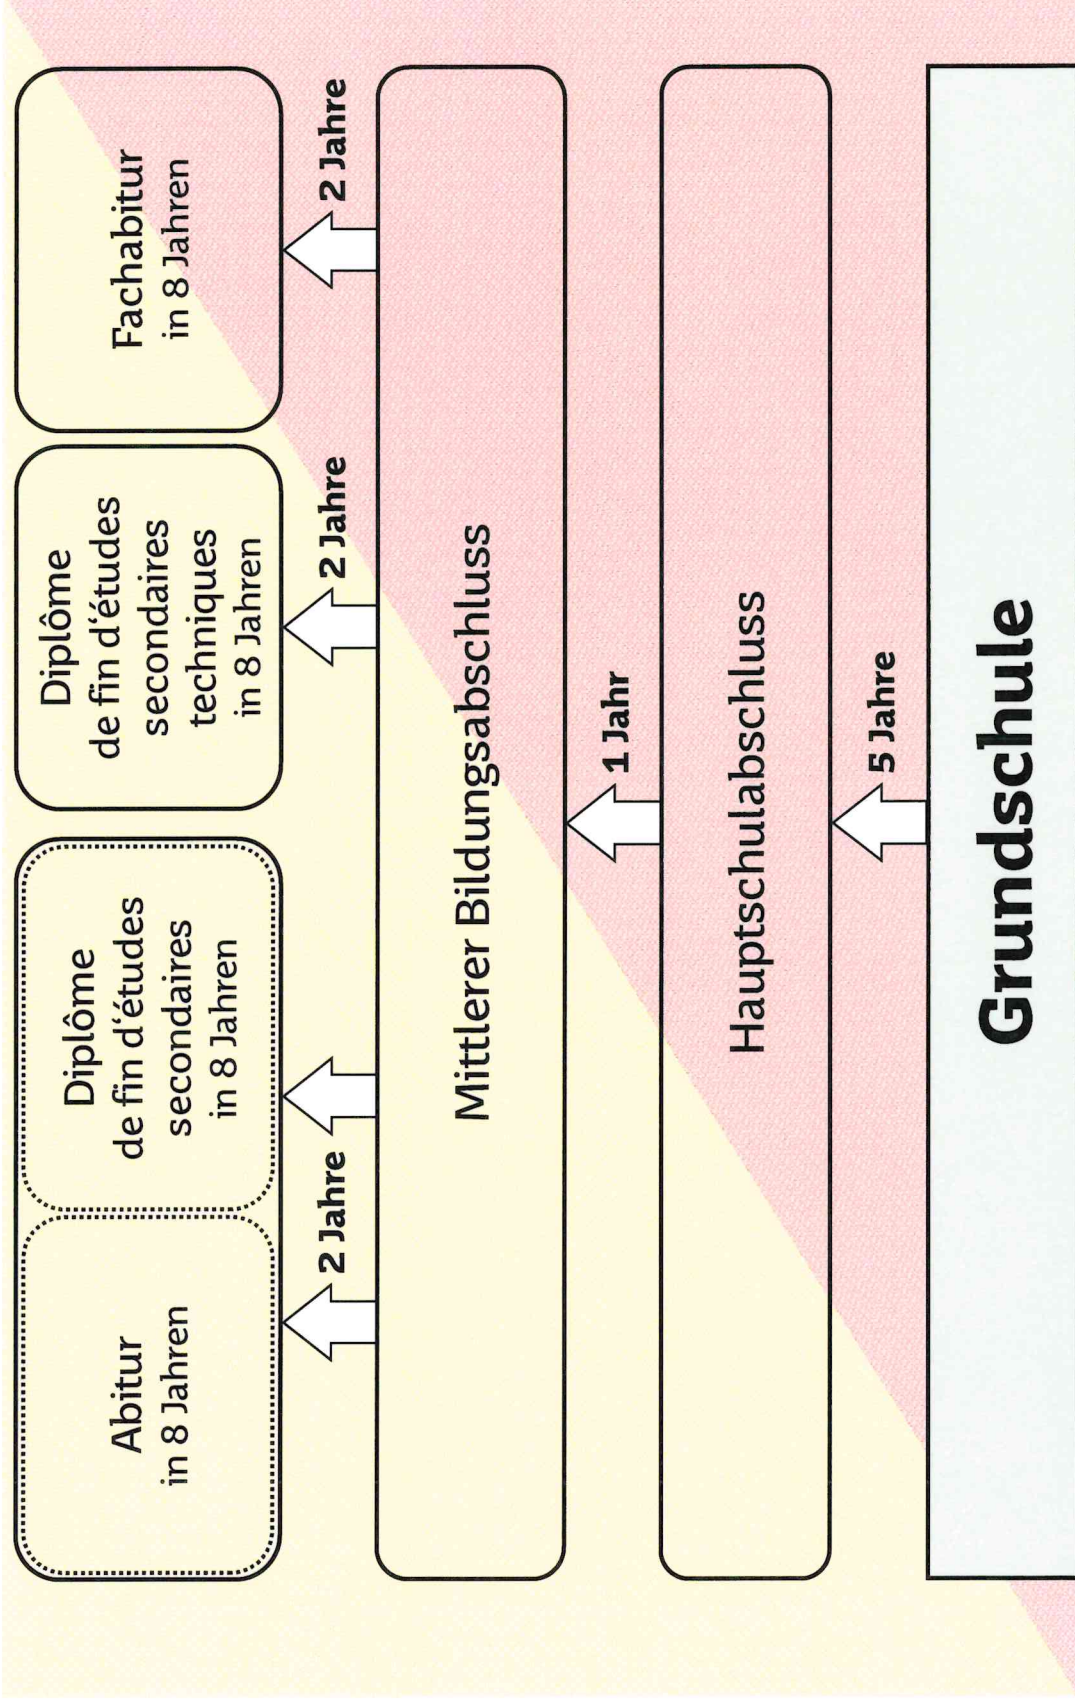 Abitur
in 8 Jahren
Diplôme
de fin d‘études
secondaires
in 8 Jahren
Diplôme
de fin d‘études
secondaires
techniques
in 8 Jahren
Fachabitur
in 8 Jahren
2 Jahre
2 Jahre
2 Jahre
Mittlerer Bildungsabschluss
1 Jahr
Hauptschulabschluss
5 Jahre
Grundschule